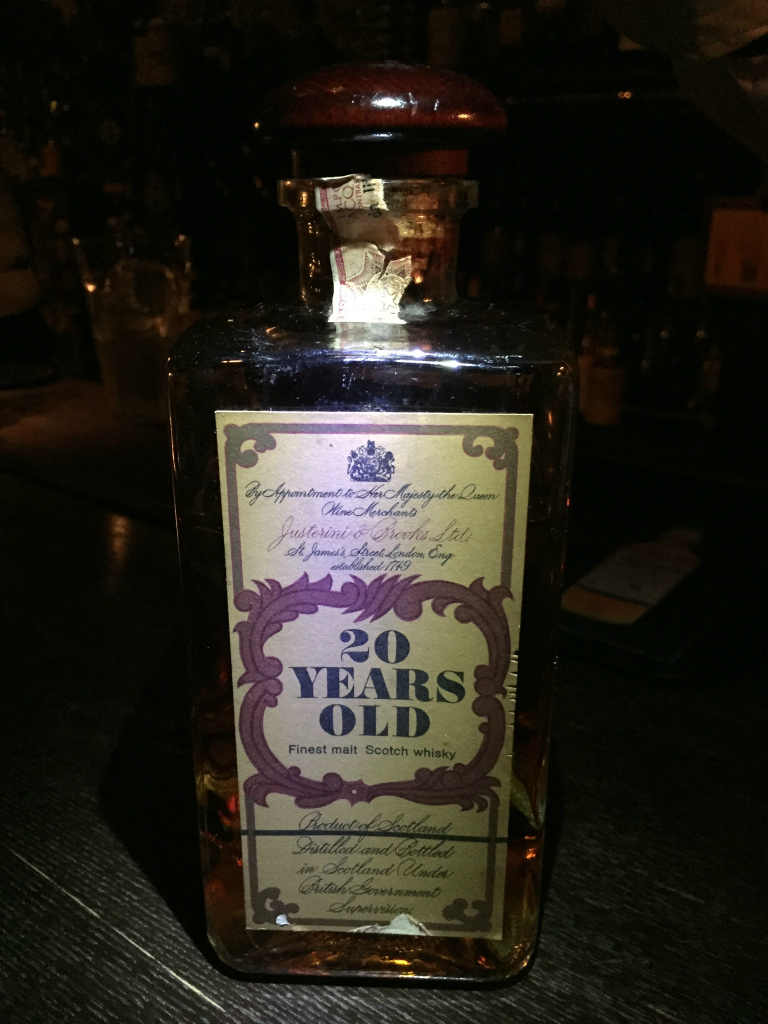 By Appointment to Her Majesty the Queen
Wine Merchants
Justerini & Brooks Ltd.
St. James's Street, London, Eng
established 1749
20
YEARS
OLD
Finest malt Scotch whisky
Product of Scotland
Distilled and Bottled
in Scotland Under
British Government
Supervision